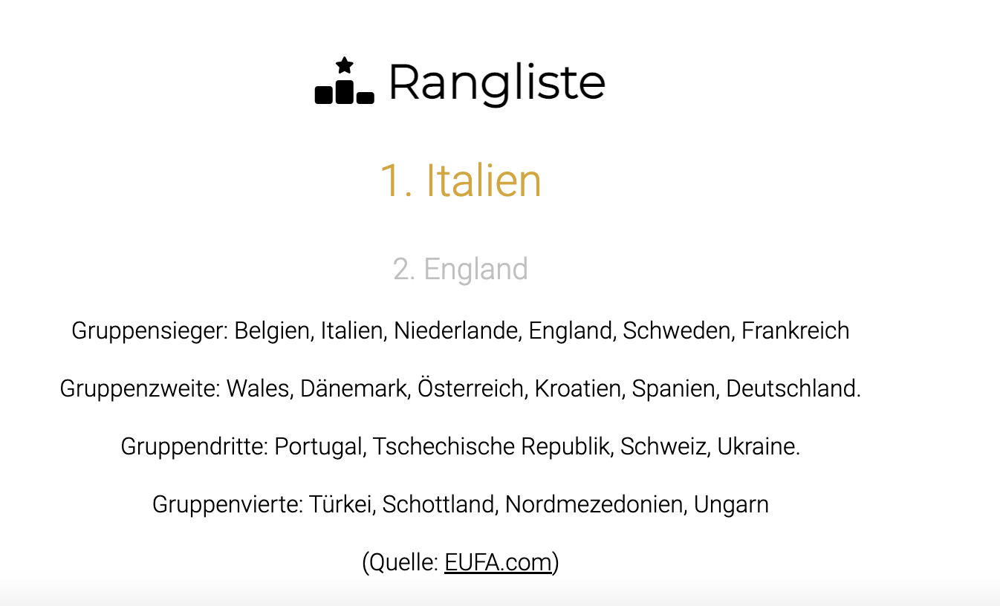 Rangliste
1. Italien
2. England
Gruppensieger: Belgien, Italien, Niederlande, England, Schweden, Frankreich
Gruppenzweite: Wales, Dänemark, Österreich, Kroatien, Spanien, Deutschland.
Gruppendritte: Portugal, Tschechische Republik, Schweiz, Ukraine.
Gruppenvierte: Türkei, Schottland, Nordmezedonien, Ungarn
(Quelle: EUFA.com)